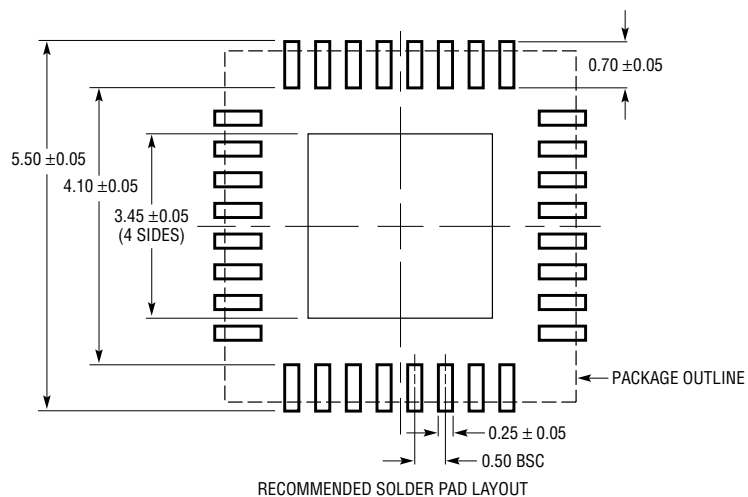 0.70 ±0.05
5.50 ±0.05
4.10 ±0.05
3.45 ±0.05
(4 SIDES)
PACKAGE OUTLINE
0.25 ± 0.05
0.50 BSC
RECOMMENDED SOLDER PAD LAYOUT